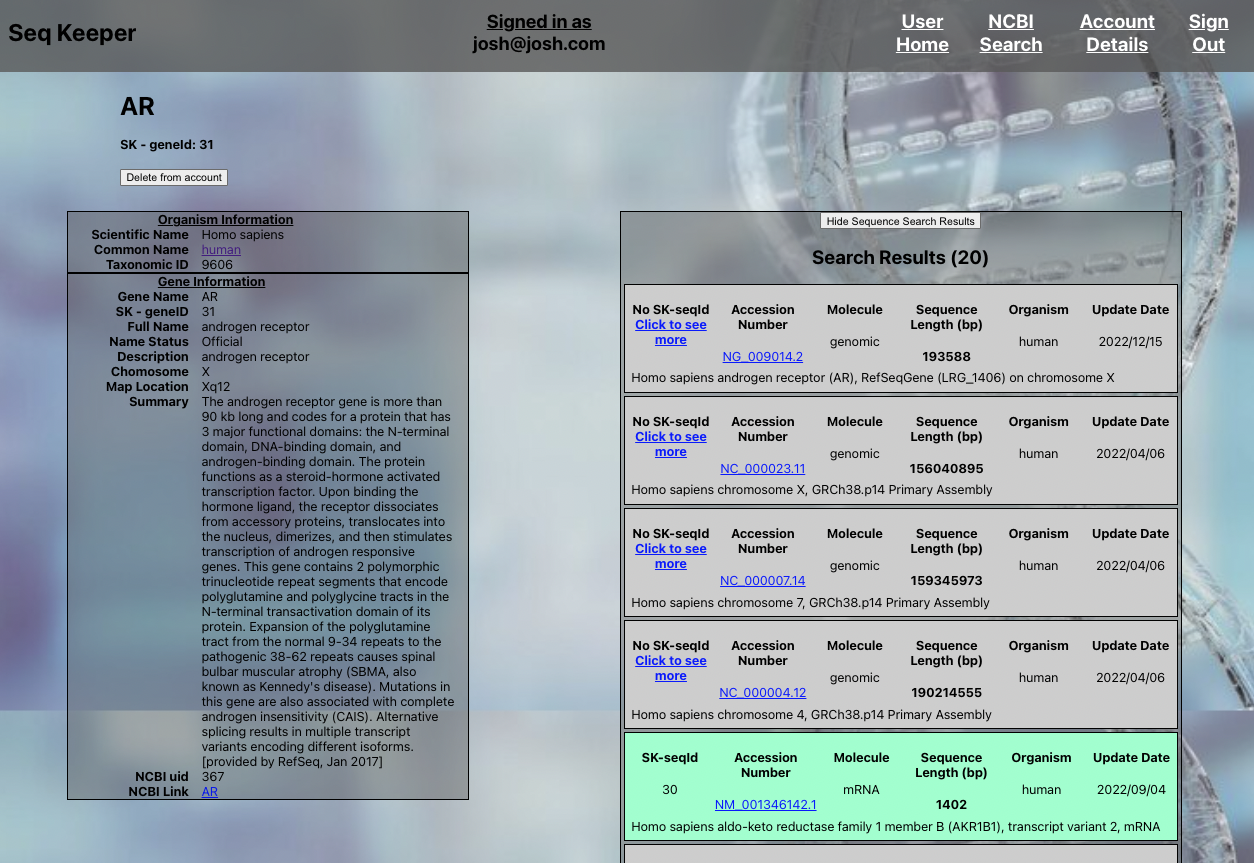 Seq Keeper
Signed in as
josh@josh.com
User
Home
NCBI
Search
Account
Details
Sign
Out
AR
SK - geneId: 31
Delete from account
Organism Information
Scientific Name Homo sapiens
Common Name human
Taxonomic ID 9606
Gene Information
Gene Name AR
SK - geneID 31
Full Name androgen receptor
Name Status Official
Description androgen receptor
Chomosome X
Map Location Xq12
Summary The androgen receptor gene is more than
90 kb long and codes for a protein that has
3 major functional domains: the N-terminal
domain, DNA-binding domain, and
androgen-binding domain. The protein
functions as a steroid-hormone activated
transcription factor. Upon binding the
hormone ligand, the receptor dissociates
from accessory proteins, translocates into
the nucleus, dimerizes, and then stimulates
transcription of androgen responsive
genes. This gene contains 2 polymorphic
trinucleotide repeat segments that encode
polyglutamine and polyglycine tracts in the
N-terminal transactivation domain of its
protein. Expansion of the polyglutamine
tract from the normal 9-34 repeats to the
pathogenic 38-62 repeats causes spinal
bulbar muscular atrophy (SBMA, also
known as Kennedy's disease). Mutations in
this gene are also associated with complete
androgen insensitivity (CAIS). Alternative
splicing results in multiple transcript
variants encoding different isoforms.
[provided by RefSeq, Jan 2017]
NCBI uid 367
NCBI Link AR
Hide Sequence Search Results
Search Results (20)
No SK-seqId Accession Molecule Sequence Organism Update Date
Click to see Number Length (bp)
more genomic human 2022/12/15
NG_009014.2 193588
Homo sapiens androgen receptor (AR), RefSeqGene (LRG_1406) on chromosome X
No SK-seqId Accession Molecule Sequence Organism Update Date
Click to see Number Length (bp)
more genomic human 2022/04/06
NC_000023.11 156040895
Homo sapiens chromosome X, GRCh38.p14 Primary Assembly
No SK-seqId Accession Molecule Sequence Organism Update Date
Click to see Number Length (bp)
more genomic human 2022/04/06
NC_000007.14 159345973
Homo sapiens chromosome 7, GRCh38.p14 Primary Assembly
No SK-seqId Accession Molecule Sequence Organism Update Date
Click to see Number Length (bp)
more genomic human 2022/04/06
NC_000004.12 190214555
Homo sapiens chromosome 4, GRCh38.p14 Primary Assembly
SK-seqId Accession Molecule Sequence Organism Update Date
Number Length (bp)
30 mRNA human 2022/09/04
NM_001346142.1 1402
Homo sapiens aldo-keto reductase family 1 member B (AKR1B1), transcript variant 2, mRNA